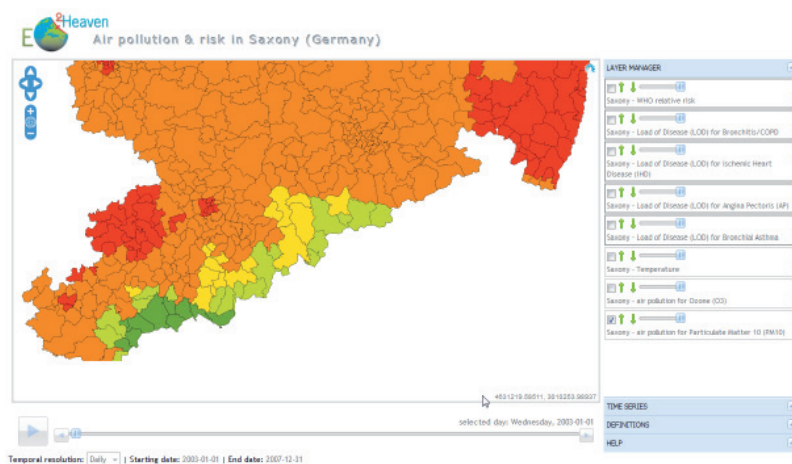 EO2Heaven
Air pollution & risk in Saxony (Germany)
LAYER MANAGER
Saxony - WHO relative risk
Saxony - Load of Disease (LOD) for Bronchitis/COPD
Saxony - Load of Disease (LOD) for Ischemic Heart
Disease (IHD)
Saxony - Load of Disease (LOD) for Angina Pectoris (AP)
Saxony - Load of Disease (LOD) for Bronchial Asthma
Saxony - Temperature
Saxony - air pollution for Ozone (O3)
Saxony - air pollution for Particulate Matter 10 (PM10)
TIME SERIES
selected day: Wednesday, 2003-01-01
DEFINITIONS
HELP
Temporal resolution: Daily | Starting date: 2003-01-01 | End date: 2007-12-31